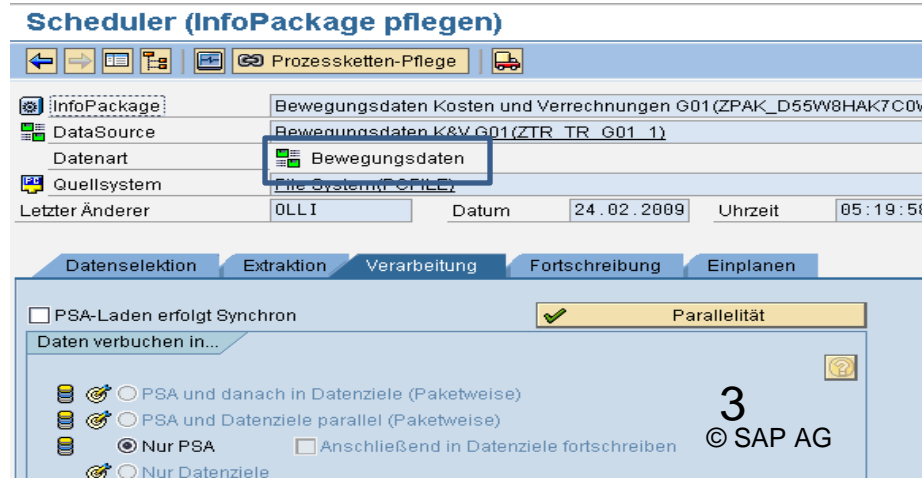 Scheduler (InfoPackage pflegen)
Prozessketten-Pflege
InfoPackage Bewegungsdaten Kosten und Verrechnungen G01(ZPAK_D55W8HAK7C0
DataSource Bewegungsdaten K&V G01(ZTR_TR_G01_1)
Datenart Bewegungsdaten
Quellsystem File System(PCFILE)
Letzter Änderer OLLI Datum 24.02.2009 Uhrzeit 05:19:58
Datenselektion Extraktion Verarbeitung Fortschreibung Einplanen
PSA-Laden erfolgt Synchron Parallelität
Daten verbuchen in...
PSA und danach in Datenziele (Paketweise)
PSA und Datenziele parallel (Paketweise)
Nur PSA Anschließend in Datenziele fortschreiben
Nur Datenziele
3
© SAP AG